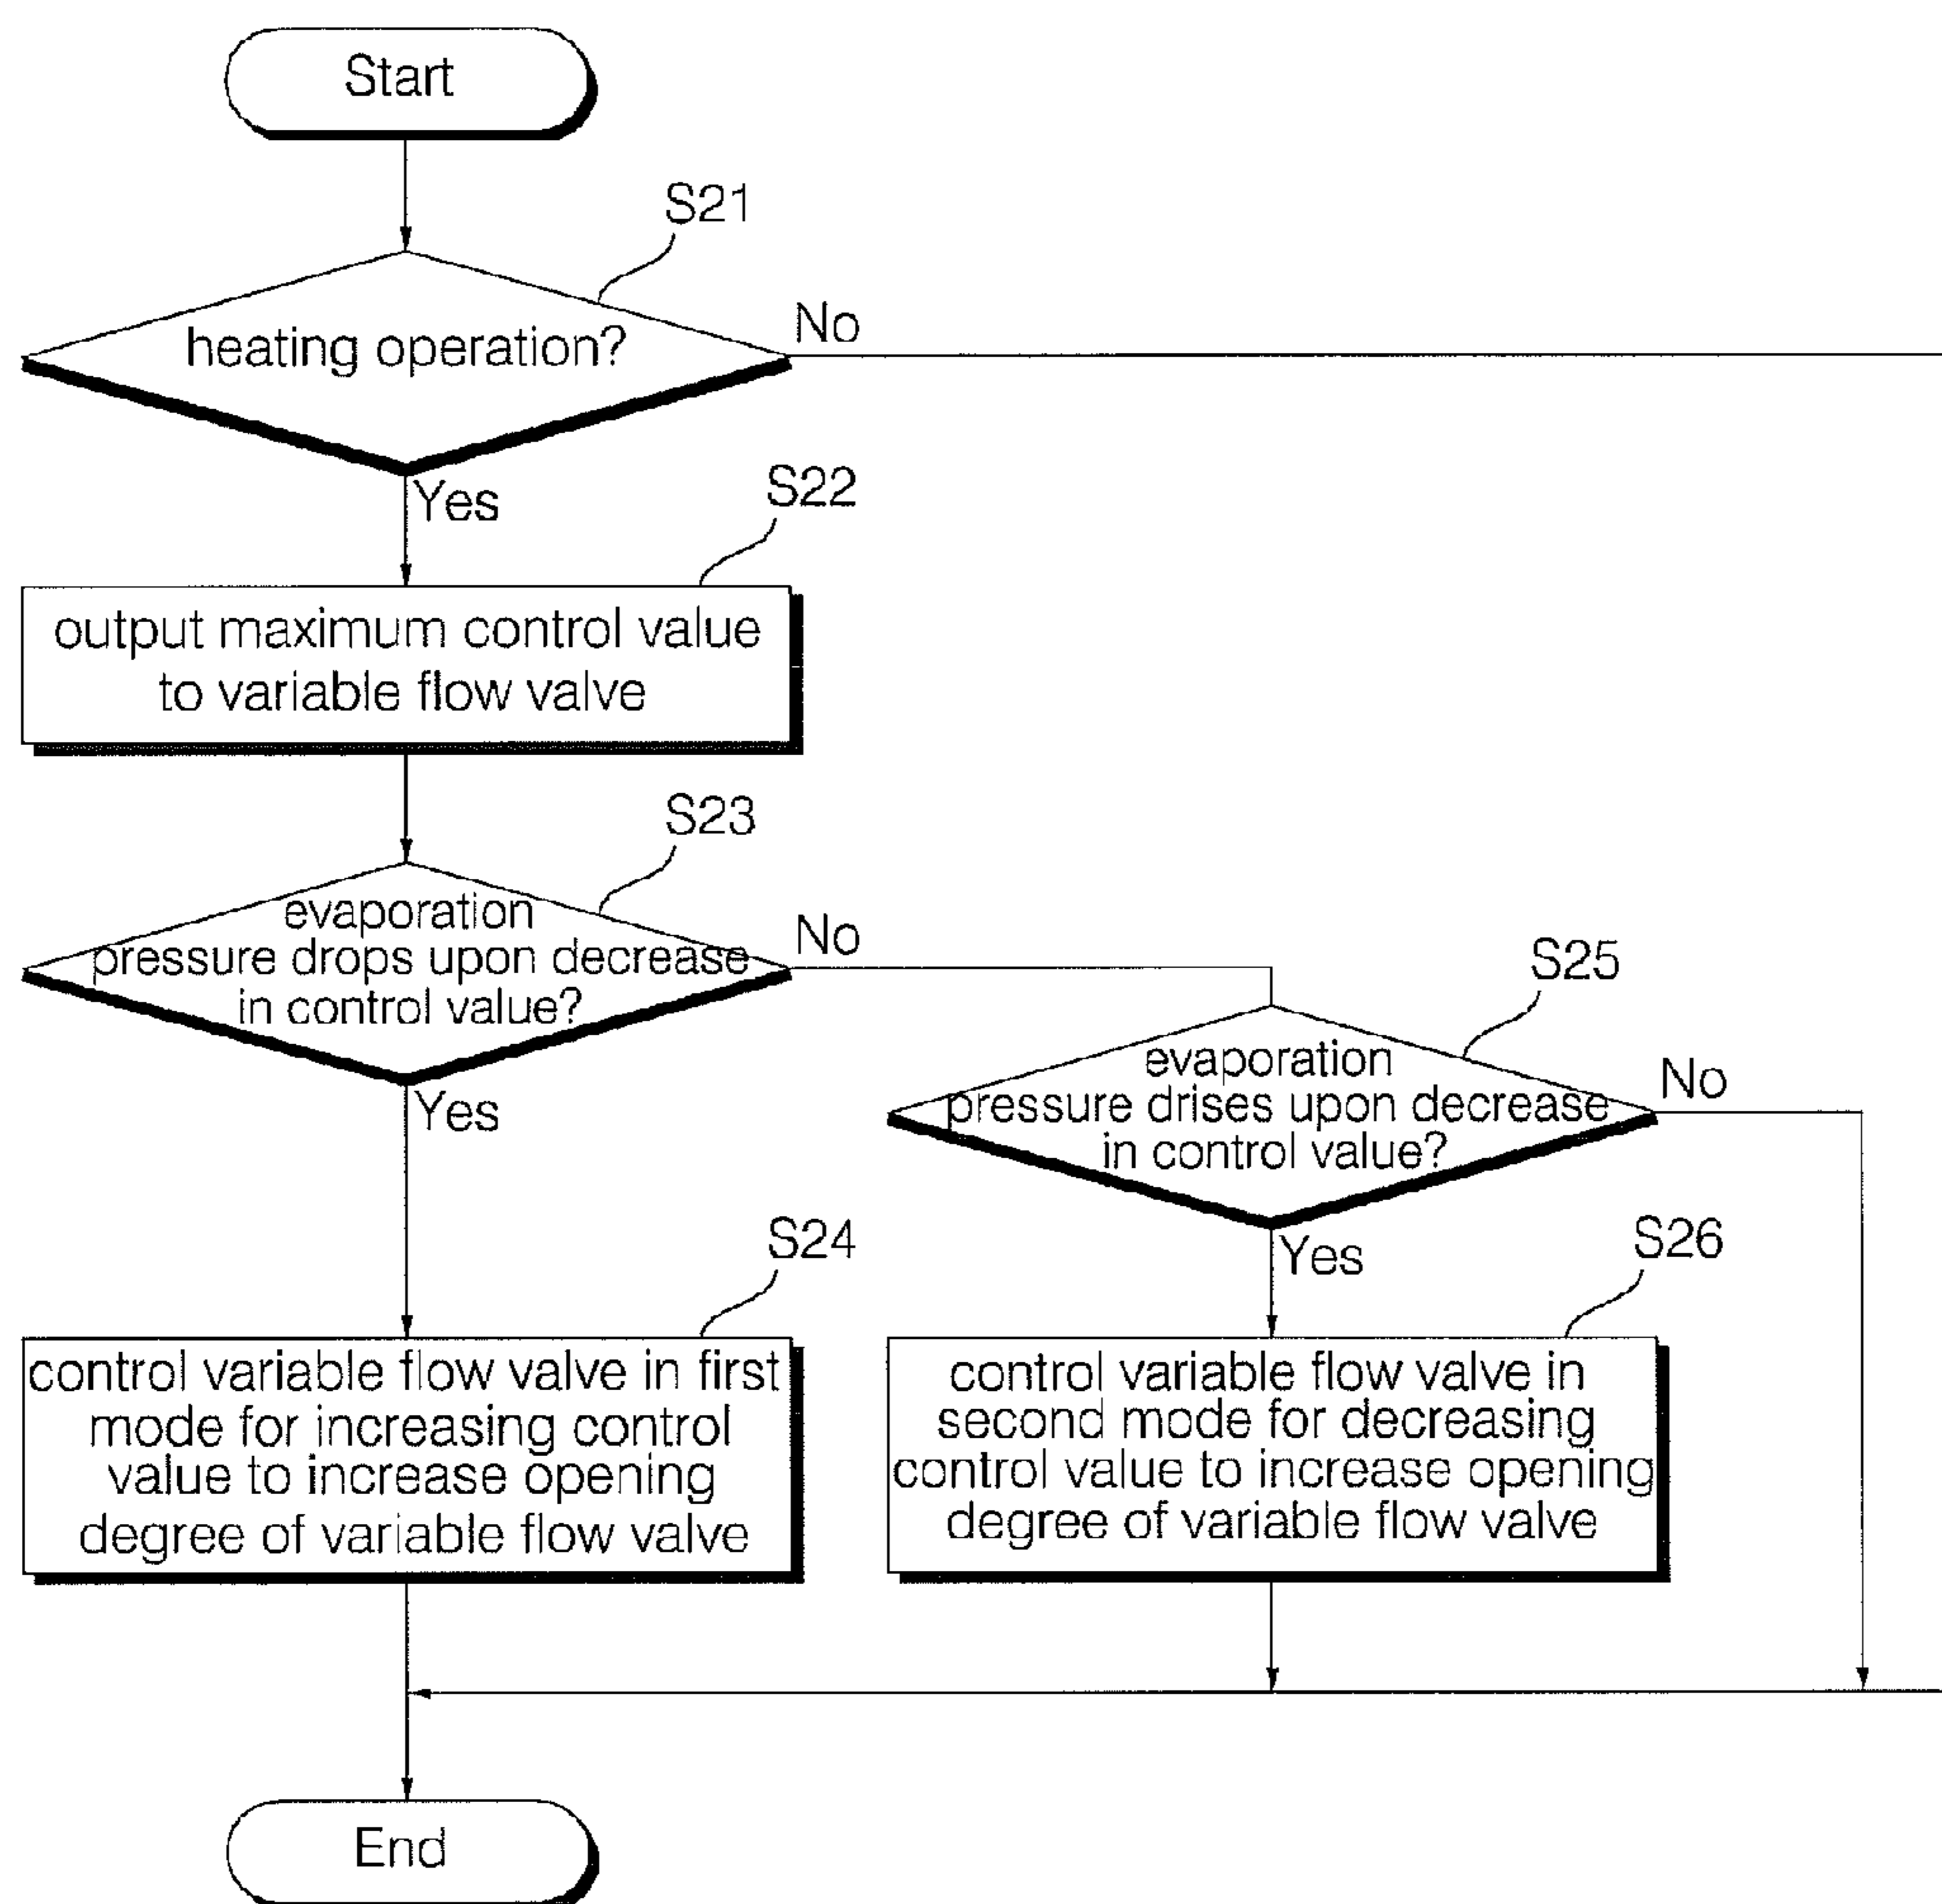 Start
S21
heating operation?
No
Yes
S22
output maximum control value
to variable flow valve
S23
evaporation
pressure drops upon decrease
in control value?
No
Yes
S25
evaporation
pressure drises upon decrease
in control value?
No
Yes
S24
control variable flow valve in first
mode for increasing control
value to increase opening
degree of variable flow valve
S26
control variable flow valve in
second mode for decreasing
control value to increase opening
degree of variable flow valve
End